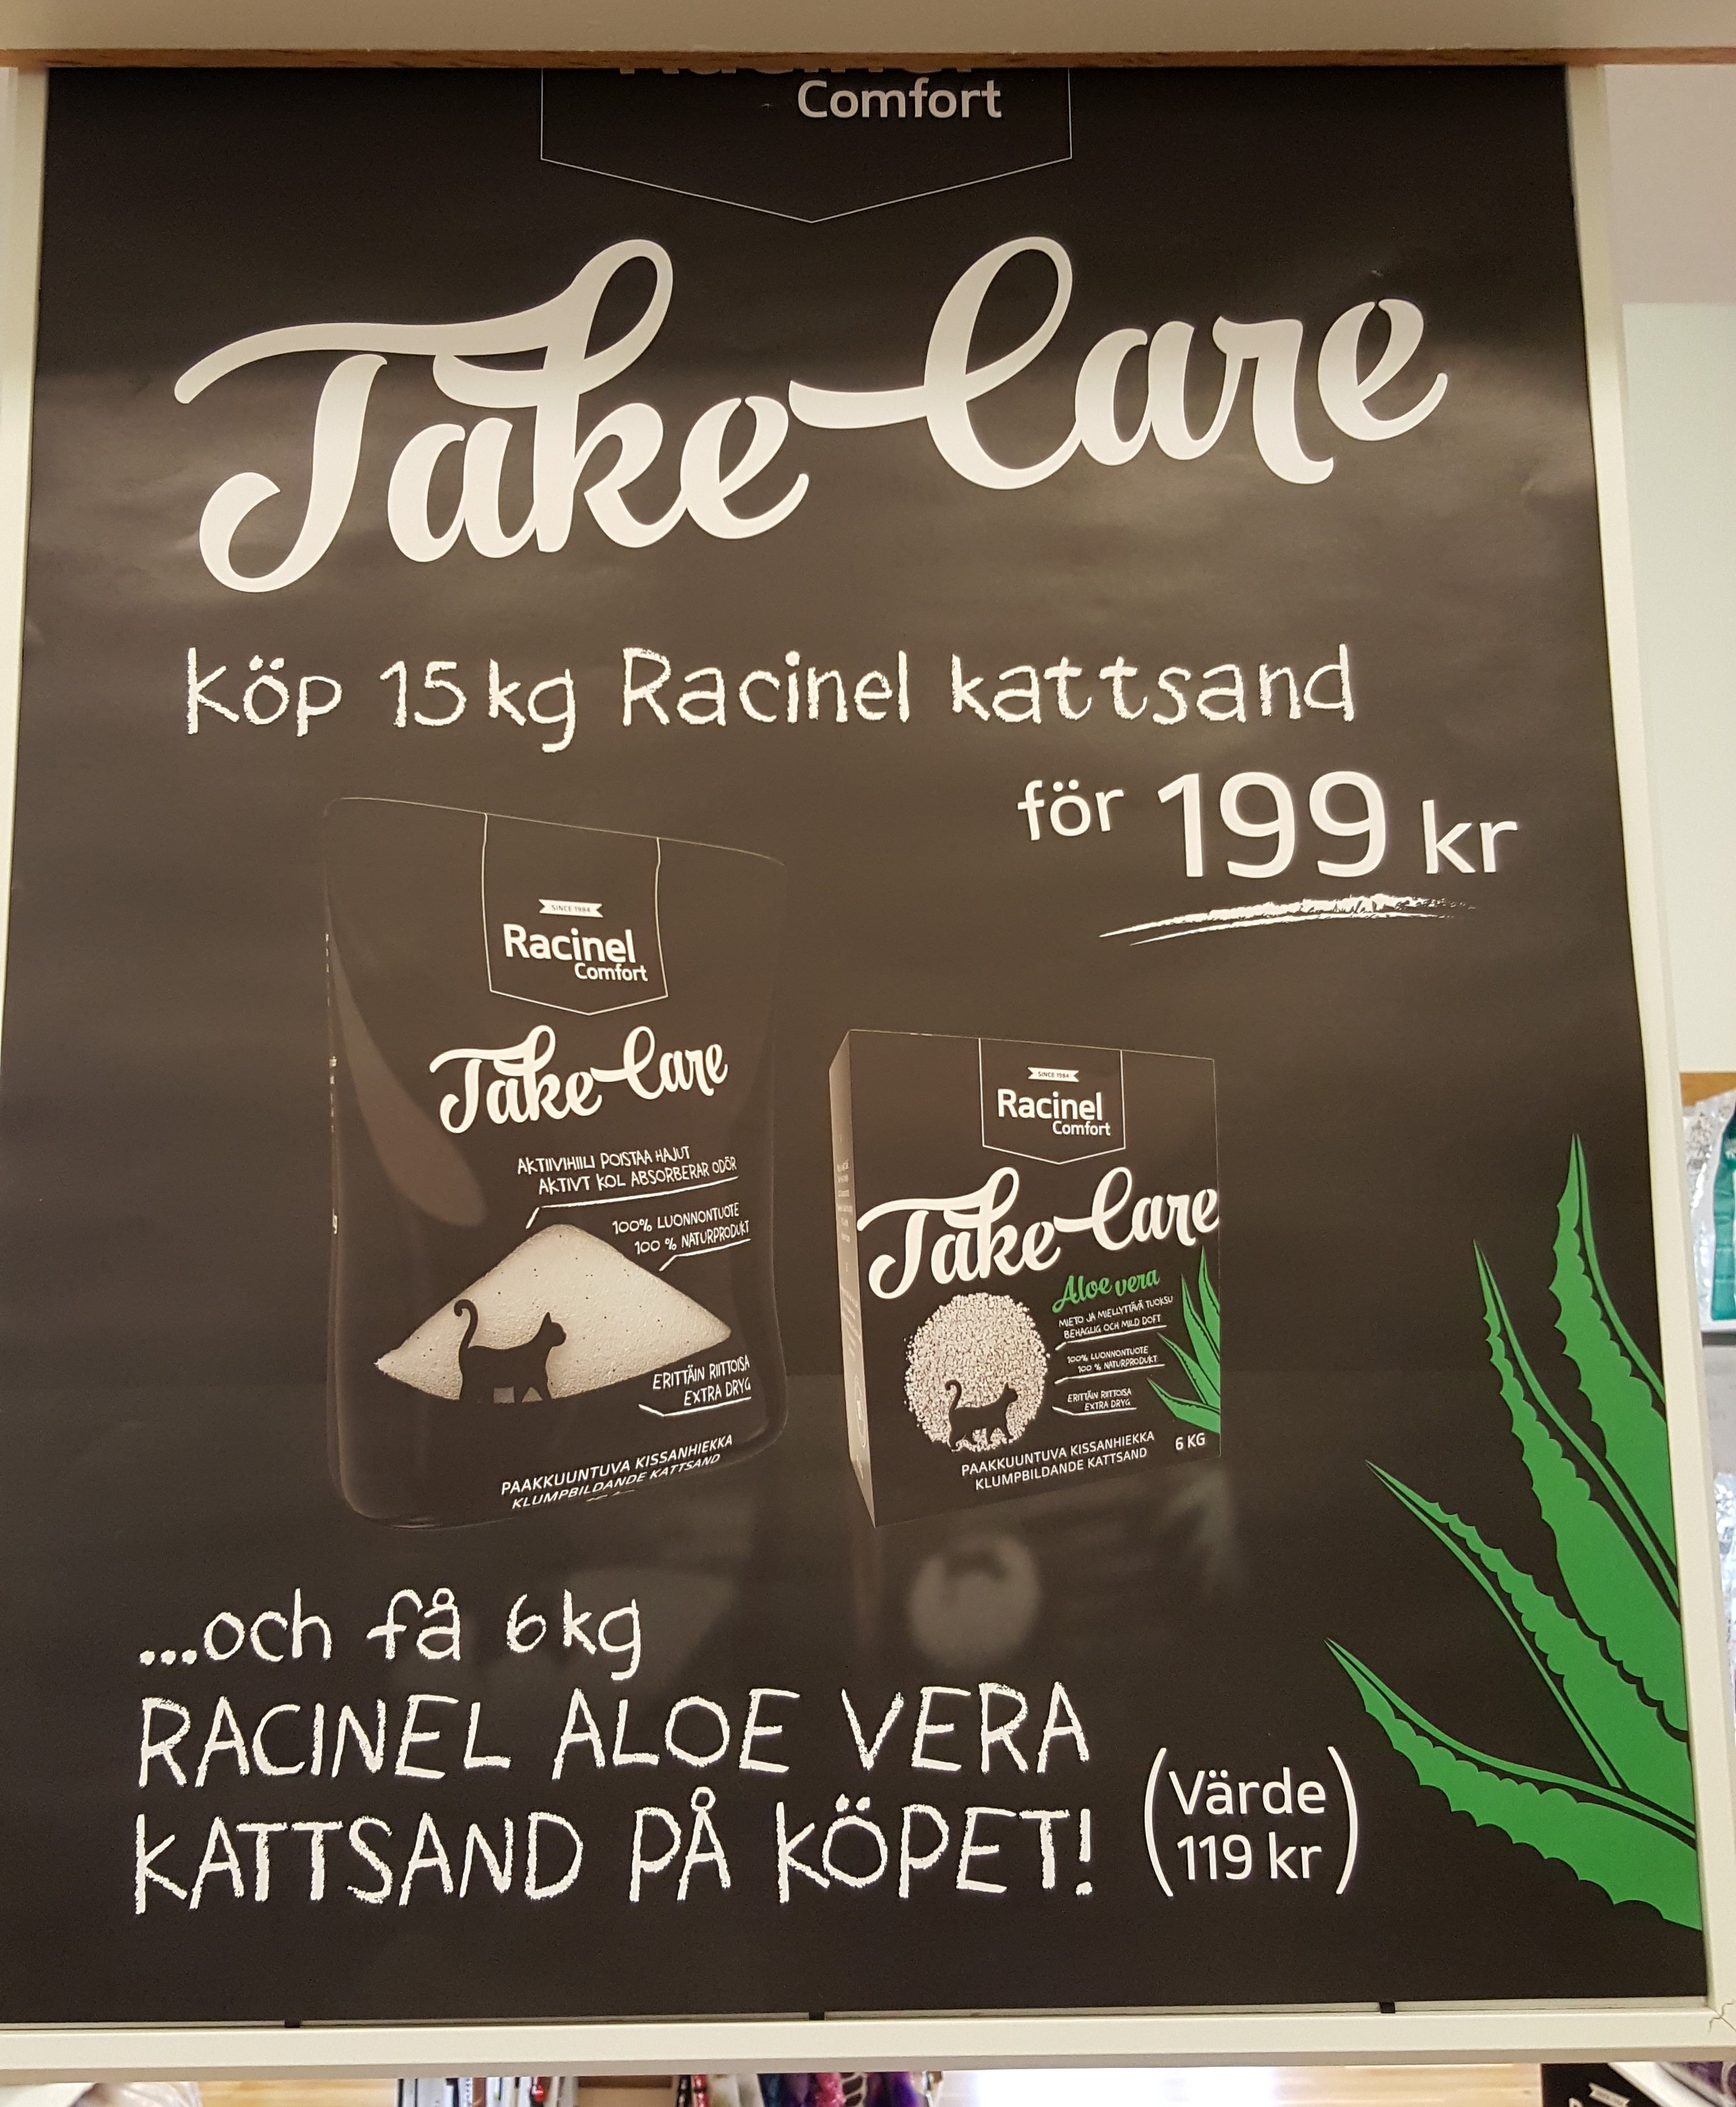 Comfort
Take Care
köp 15 kg Racinel kattsand
för 199 kr
SINCE 1984
Racinel
Comfort
Take Care
AKTIIVIHIILI POISTAA HAJUT
AKTIVT KOL ABSORBERAR ODÖR
100% LUONNONTUOTE
100 % NATURPRODUKT
ERITTÄIN RIITTOISA
EXTRA DRYG
PAAKKUUNTUVA KISSANHIEKKA
KLUMPBILDANDE KATTSAND
SINCE 1984
Racinel
Comfort
Take Care
Aloe vera
MIETO JA MIELLYTTÄVÄ TUOKSU
BEHAGLIG OCH MILD DOFT
100% LUONNONTUOTE
100 % NATURPRODUKT
ERITTÄIN RIITTOISA
EXTRA DRYG
PAAKKUUNTUVA KISSANHIEKKA
KLUMPBILDANDE KATTSAND
6 KG
...och få 6 kg
RACINEL ALOE VERA
KATTSAND PÅ KÖPET!
(Värde
119 kr)